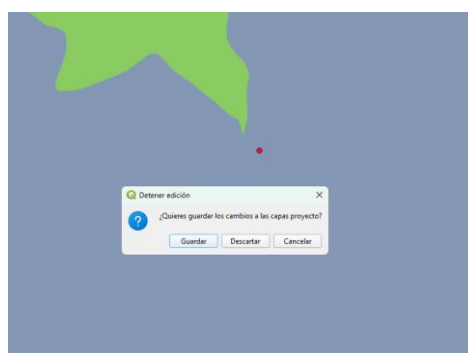 Detener edición
¿Quieres guardar los cambios a las capas proyecto?
Guardar Descartar Cancelar